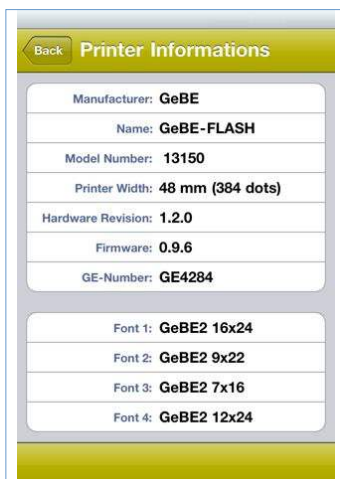 Back Printer Informations
Manufacturer: GeBE
Name: GeBE-FLASH
Model Number: 13150
Printer Width: 48 mm (384 dots)
Hardware Revision: 1.2.0
Firmware: 0.9.6
GE-Number: GE4284
Font 1: GeBE2 16x24
Font 2: GeBE2 9x22
Font 3: GeBE2 7x16
Font 4: GeBE2 12x24